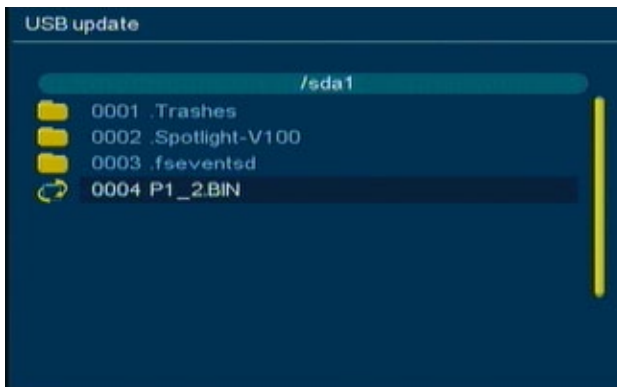 USB update
/sda1
0001 .Trashes
0002 .Spotlight-V100
0003 .fseventsd
0004 P1_2.BIN